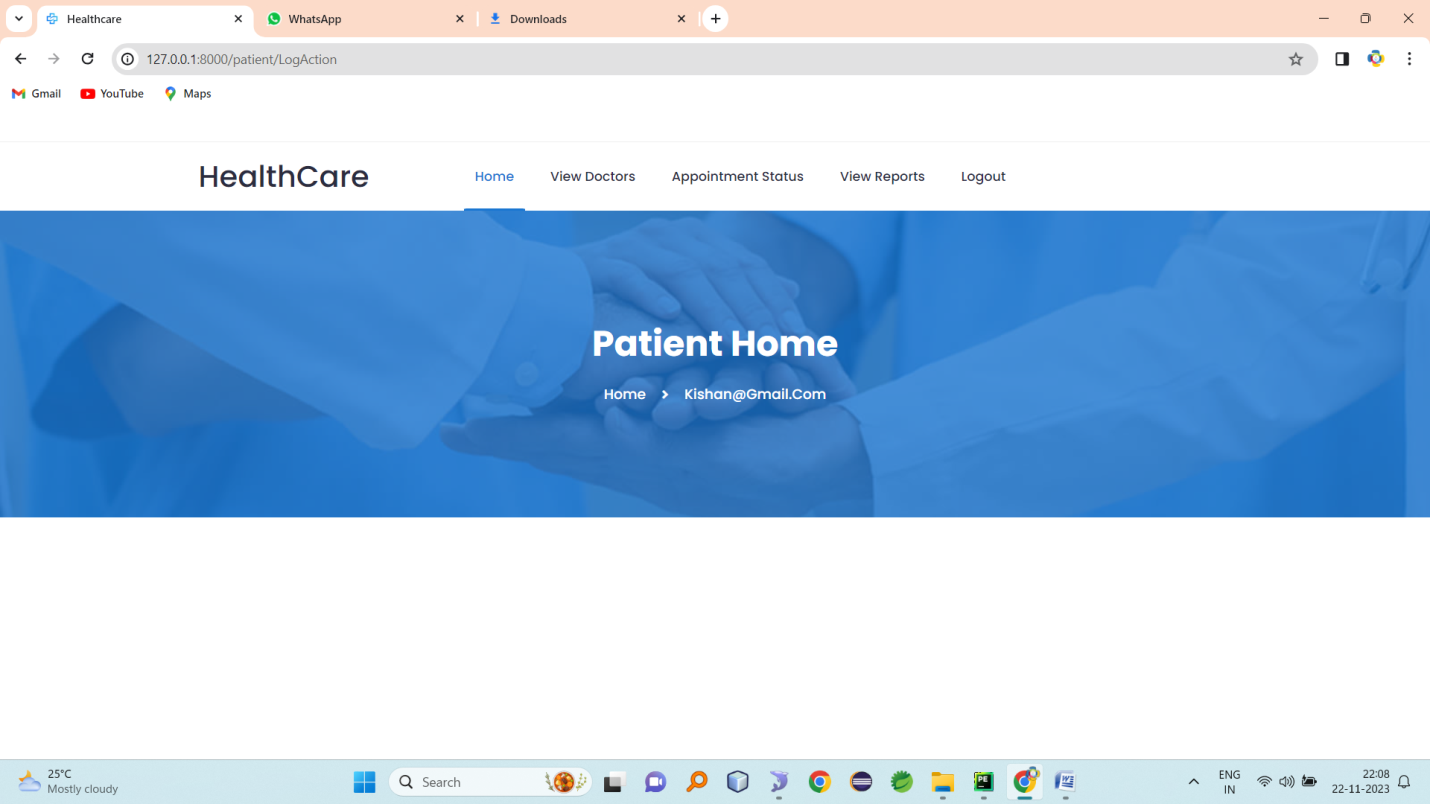 Healthcare
WhatsApp
Downloads
127.0.0.1:8000/patient/LogAction
Gmail
YouTube
Maps
HealthCare
Home
View Doctors
Appointment Status
View Reports
Logout
Patient Home
Home > Kishan@Gmail.Com
25°C
Mostly cloudy
Search
PE
ENG
IN
22:08
22-11-2023